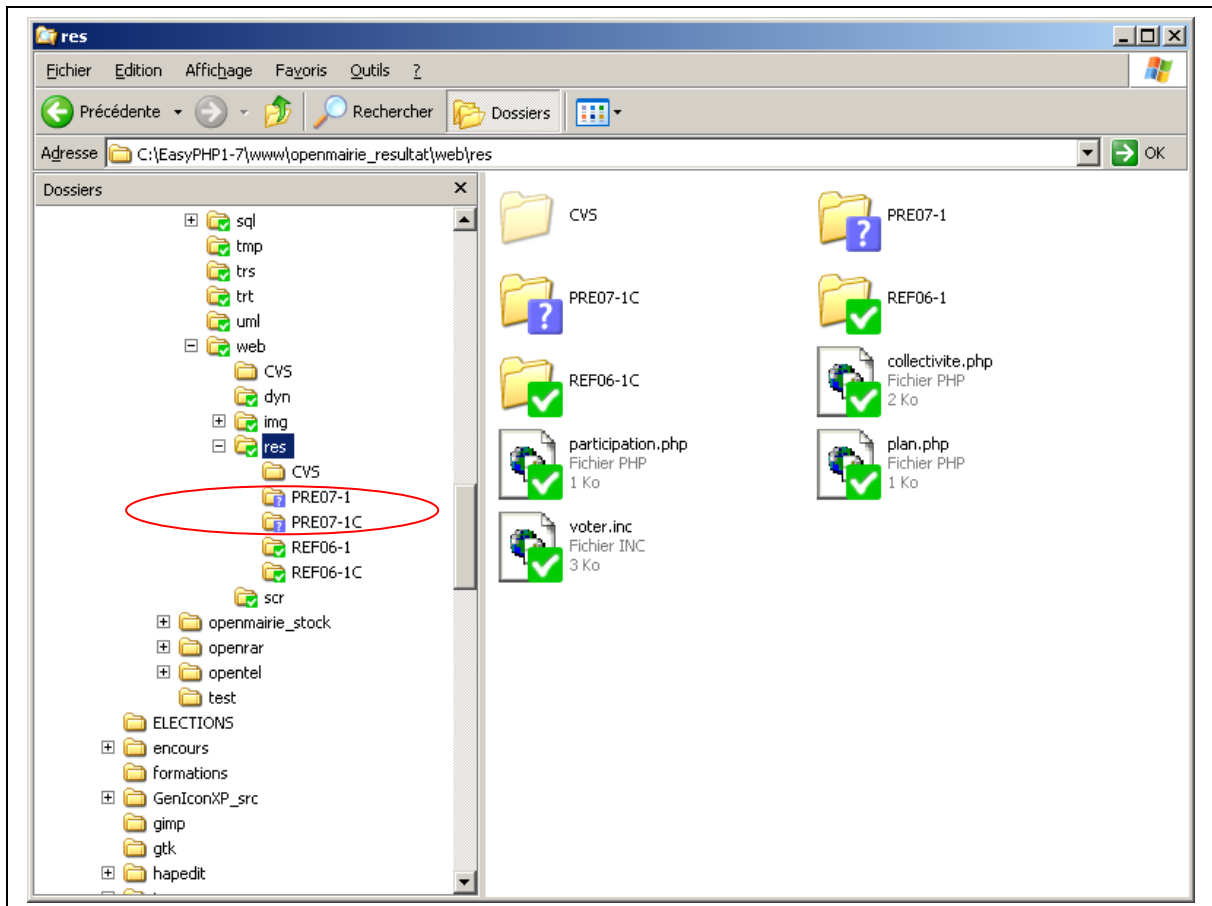 res
Eichier Edition Affichage Favoris Outils ?
Précédente Rechercher Dossiers
Adresse C:\EasyPHP1-7\www\openmairie_resultat\web\res OK
Dossiers x
sql
tmp
trs
trt
uml
web
CVS
dyn
img
res
CVS
PRE07-1
PRE07-1C
REF06-1
REF06-1C
scr
openmairie_stock
openrar
opentel
test
ELECTIONS
encours
formations
GenIconXP_src
gimp
gtk
hapedit
CVS
PRE07-1
PRE07-1C
REF06-1
REF06-1C
collectivite.php
Fichier PHP
2 Ko
participation.php
Fichier PHP
1 Ko
plan.php
Fichier PHP
1 Ko
voter.inc
Fichier INC
3 Ko